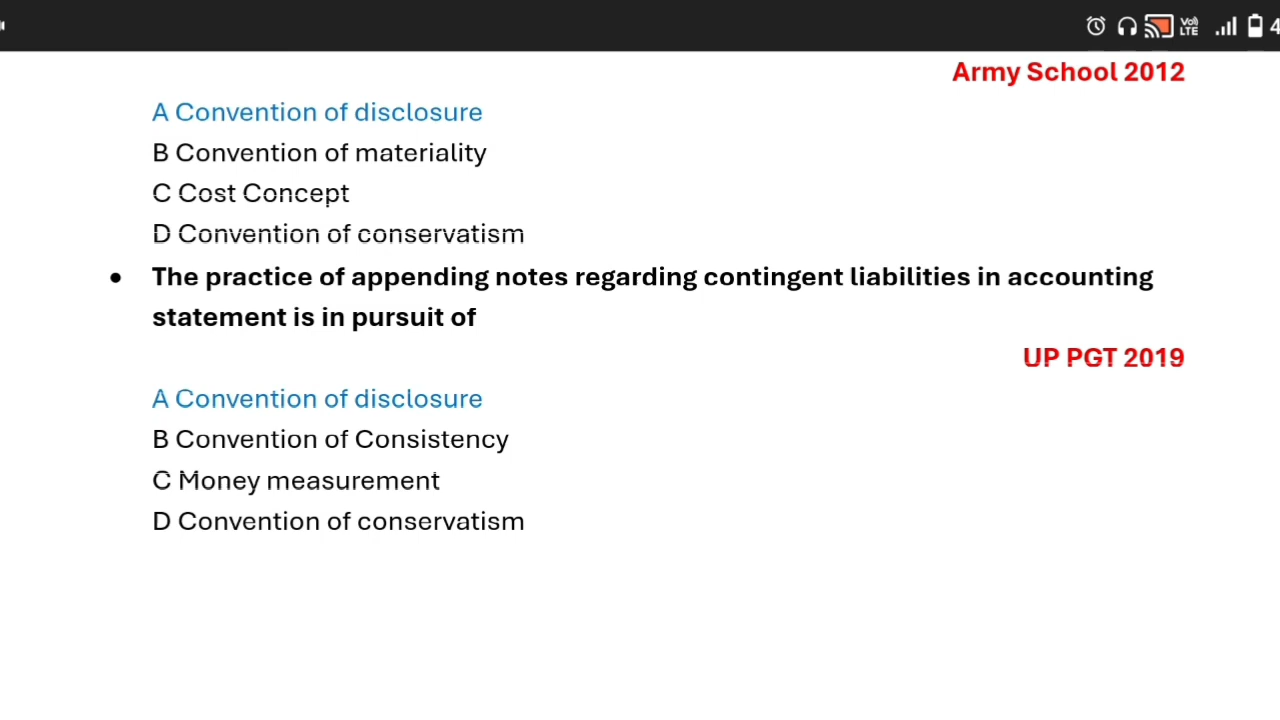 Army School 2012
A Convention of disclosure
B Convention of materiality
C Cost Concept
D Convention of conservatism
• The practice of appending notes regarding contingent liabilities in accounting
statement is in pursuit of
UP PGT 2019
A Convention of disclosure
B Convention of Consistency
C Money measurement
D Convention of conservatism